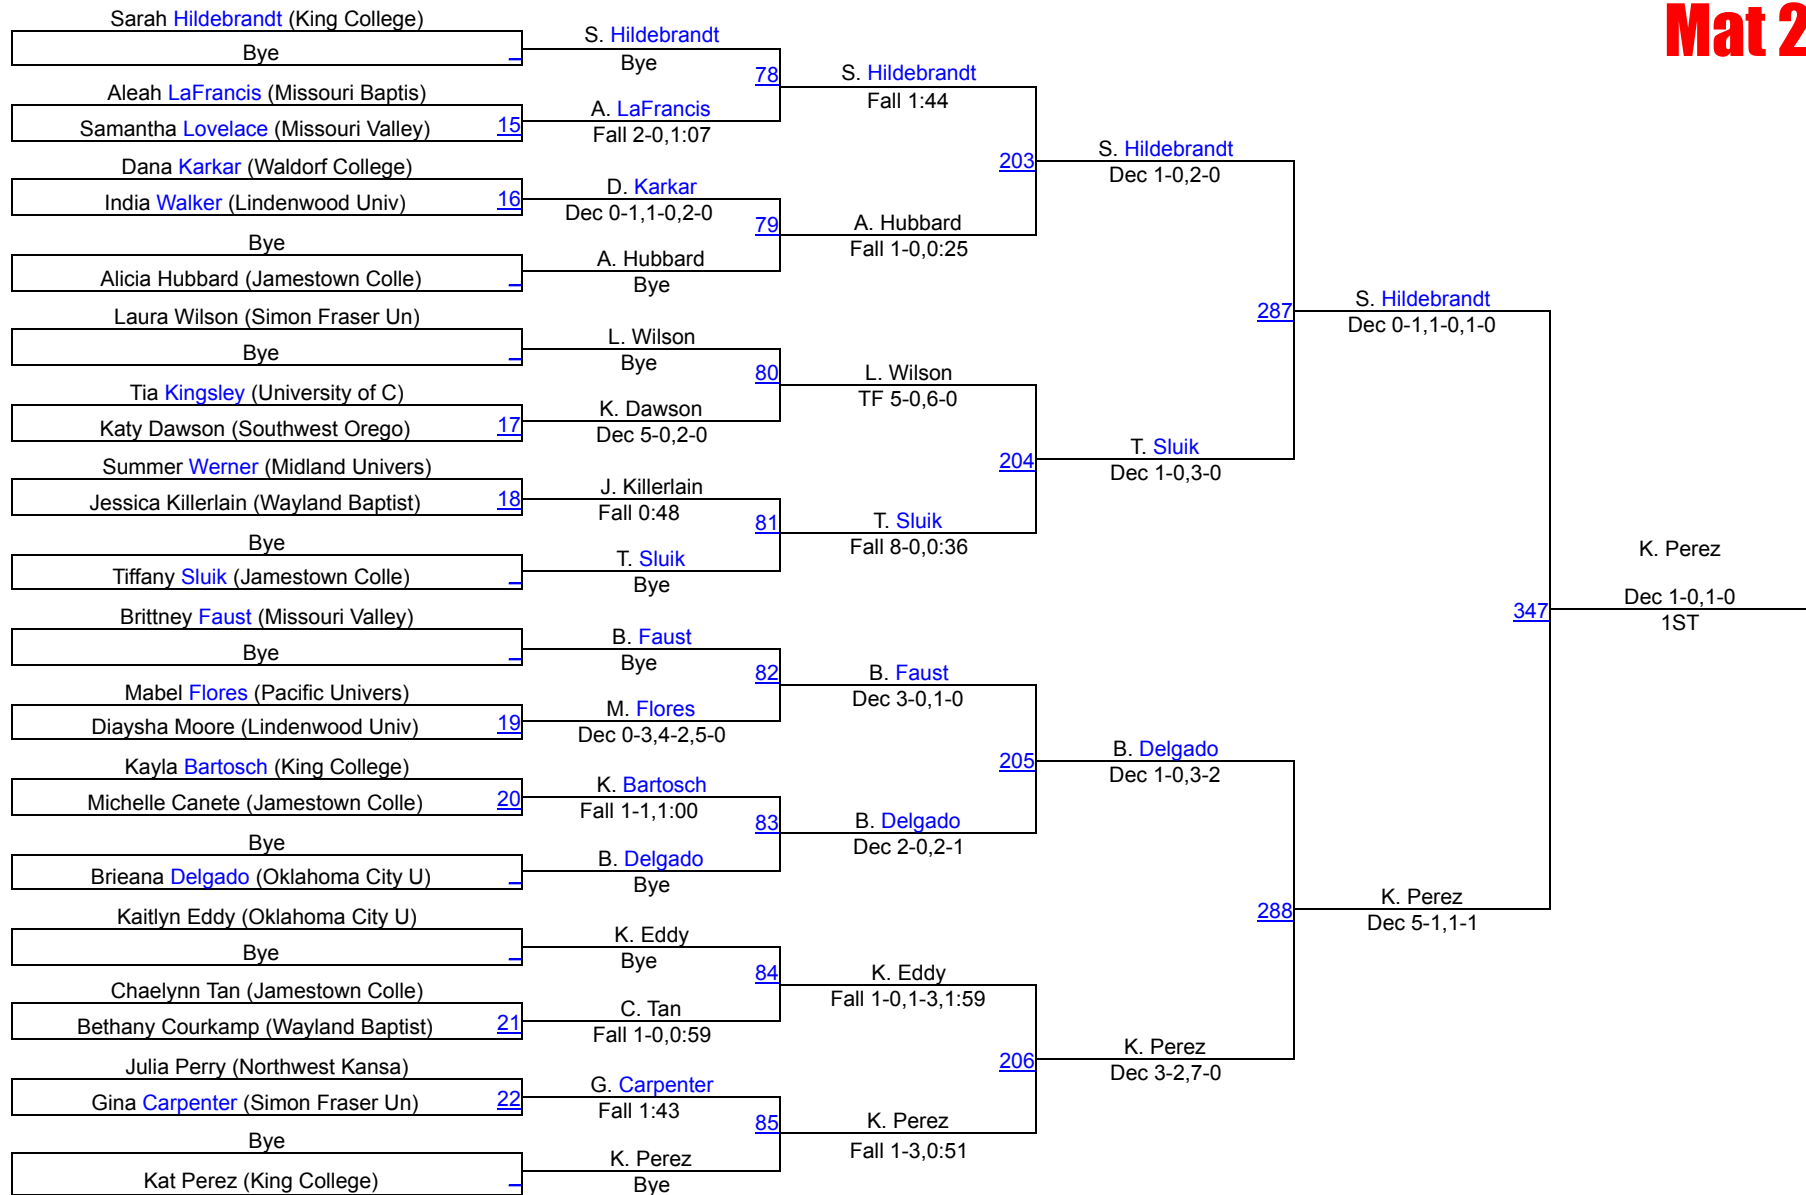 Mat 2
Sarah Hildebrandt (King College)
Bye
Aleah LaFrancis (Missouri Baptis)
Samantha Lovelace (Missouri Valley) 15
Dana Karkar (Waldorf College)
India Walker (Lindenwood Univ) 16
Bye
Alicia Hubbard (Jamestown Colle)
Laura Wilson (Simon Fraser Un)
Bye
Tia Kingsley (University of C)
Katy Dawson (Southwest Orego) 17
Summer Werner (Midland Univers)
Jessica Killerlain (Wayland Baptist) 18
Bye
Tiffany Sluik (Jamestown Colle)
Brittney Faust (Missouri Valley)
Bye
Mabel Flores (Pacific Univers)
Diaysha Moore (Lindenwood Univ) 19
Kayla Bartosch (King College)
Michelle Canete (Jamestown Colle) 20
Bye
Brieana Delgado (Oklahoma City U)
Kaitlyn Eddy (Oklahoma City U)
Bye
Chaelynn Tan (Jamestown Colle)
Bethany Courkamp (Wayland Baptist) 21
Julia Perry (Northwest Kansa)
Gina Carpenter (Simon Fraser Un) 22
Bye
Kat Perez (King College)
S. Hildebrandt
Bye
78
A. LaFrancis
Fall 2-0,1:07
D. Karkar
Dec 0-1,1-0,2-0
79
A. Hubbard
Bye
L. Wilson
Bye
80
K. Dawson
Dec 5-0,2-0
J. Killerlain
Fall 0:48
81
T. Sluik
Bye
B. Faust
Bye
82
M. Flores
Dec 0-3,4-2,5-0
K. Bartosch
Fall 1-1,1:00
83
B. Delgado
Bye
K. Eddy
Bye
84
C. Tan
Fall 1-0,0:59
G. Carpenter
Fall 1:43
85
K. Perez
Bye
S. Hildebrandt
Fall 1:44
203
A. Hubbard
Fall 1-0,0:25
L. Wilson
TF 5-0,6-0
204
T. Sluik
Fall 8-0,0:36
B. Faust
Dec 3-0,1-0
205
B. Delgado
Dec 2-0,2-1
K. Eddy
Fall 1-0,1-3,1:59
206
K. Perez
Fall 1-3,0:51
S. Hildebrandt
Dec 1-0,2-0
287
T. Sluik
Dec 1-0,3-0
B. Delgado
Dec 1-0,3-2
288
K. Perez
Dec 3-2,7-0
S. Hildebrandt
Dec 0-1,1-0,1-0
347
K. Perez
Dec 5-1,1-1
K. Perez
Dec 1-0,1-0
1ST